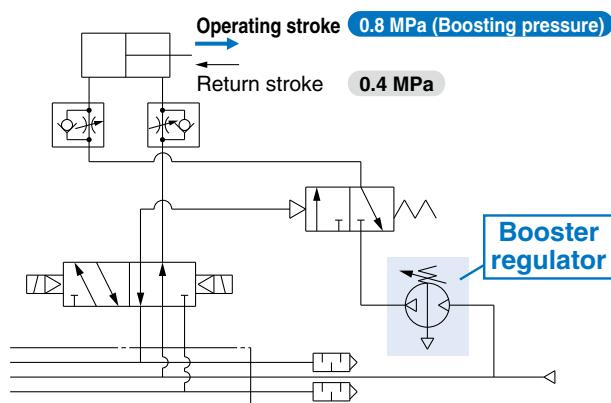 Operating stroke 0.8 MPa (Boosting pressure)
Return stroke 0.4 MPa
Booster
regulator